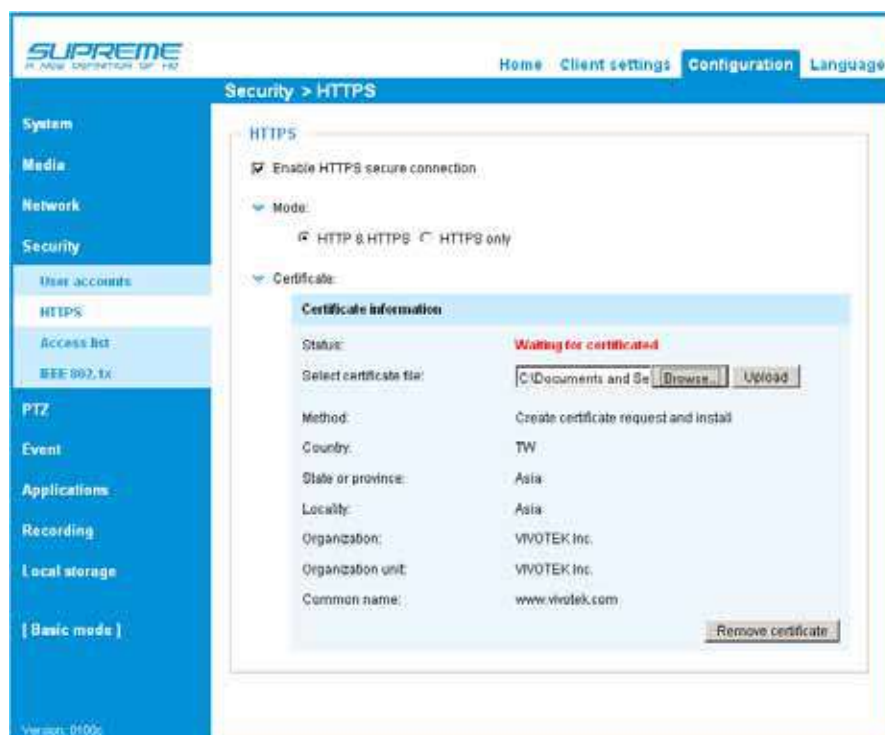 SUPREME
A NEW DEFINITION OF HD
Home Client settings Configuration Language
Security > HTTPS
System
Media
Network
Security
User accounts
HTTPS
Access list
IEEE 802.1x
PTZ
Event
Applications
Recording
Local storage
[ Basic mode ]
Version: 0100c
HTTPS
Enable HTTPS secure connection
Mode:
HTTP & HTTPS HTTPS only
Certificate:
Certificate information
Status: Waiting for certificated
Select certificate file: C:\Documents and Se Browse... Upload
Method: Create certificate request and install
Country: TW
State or province: Asia
Locality: Asia
Organization: VIVOTEK Inc.
Organization unit: VIVOTEK Inc.
Common name: www.vivotek.com
Remove certificate